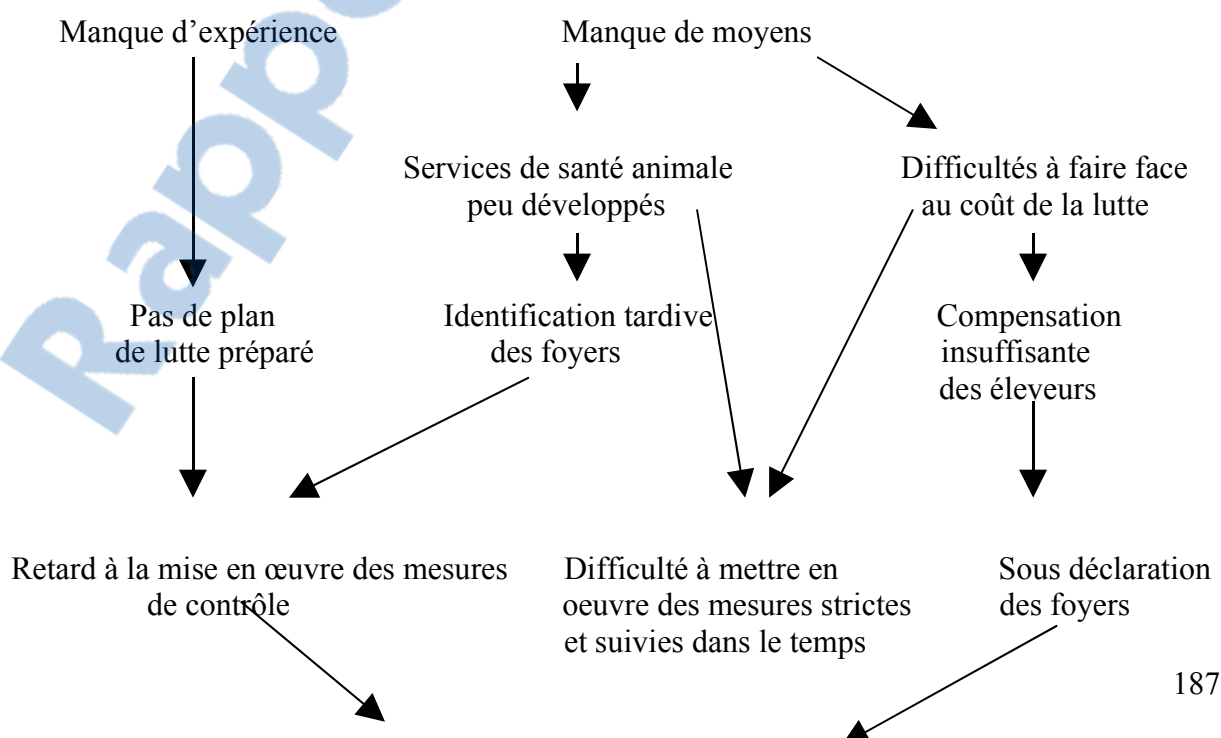 Manque d’expérience
Manque de moyens
Services de santé animale
peu développés
Difficultés à faire face
au coût de la lutte
Pas de plan
de lutte préparé
Identification tardive
des foyers
Compensation
insuffisante
des éleveurs
Retard à la mise en œuvre des mesures
de contrôle
Difficulté à mettre en
oeuvre des mesures strictes
et suivies dans le temps
Sous déclaration
des foyers
187